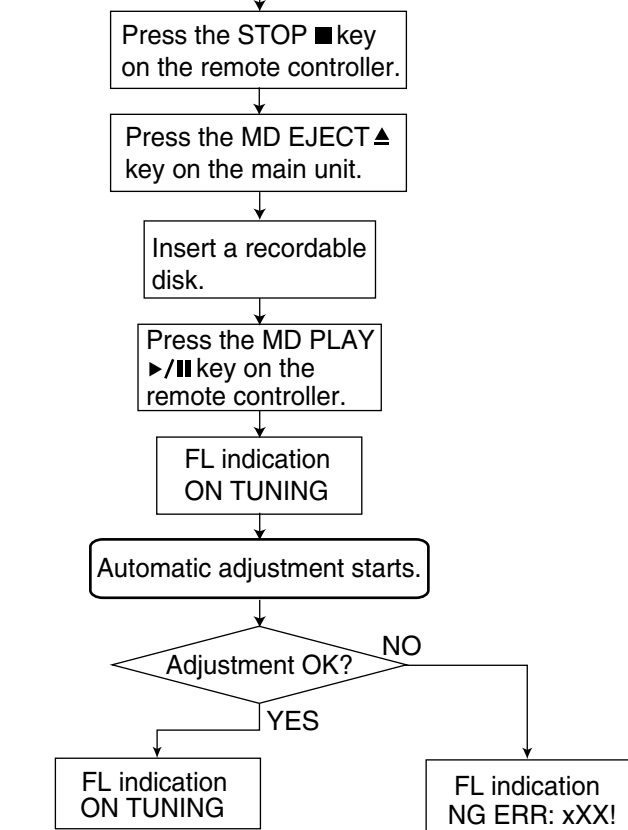 Press the STOP ■ key
on the remote controller.
Press the MD EJECT ⏏
key on the main unit.
Insert a recordable
disk.
Press the MD PLAY
►/II key on the
remote controller.
FL indication
ON TUNING
Automatic adjustment starts.
Adjustment OK?
NO
YES
FL indication
ON TUNING
FL indication
NG ERR: xXX!